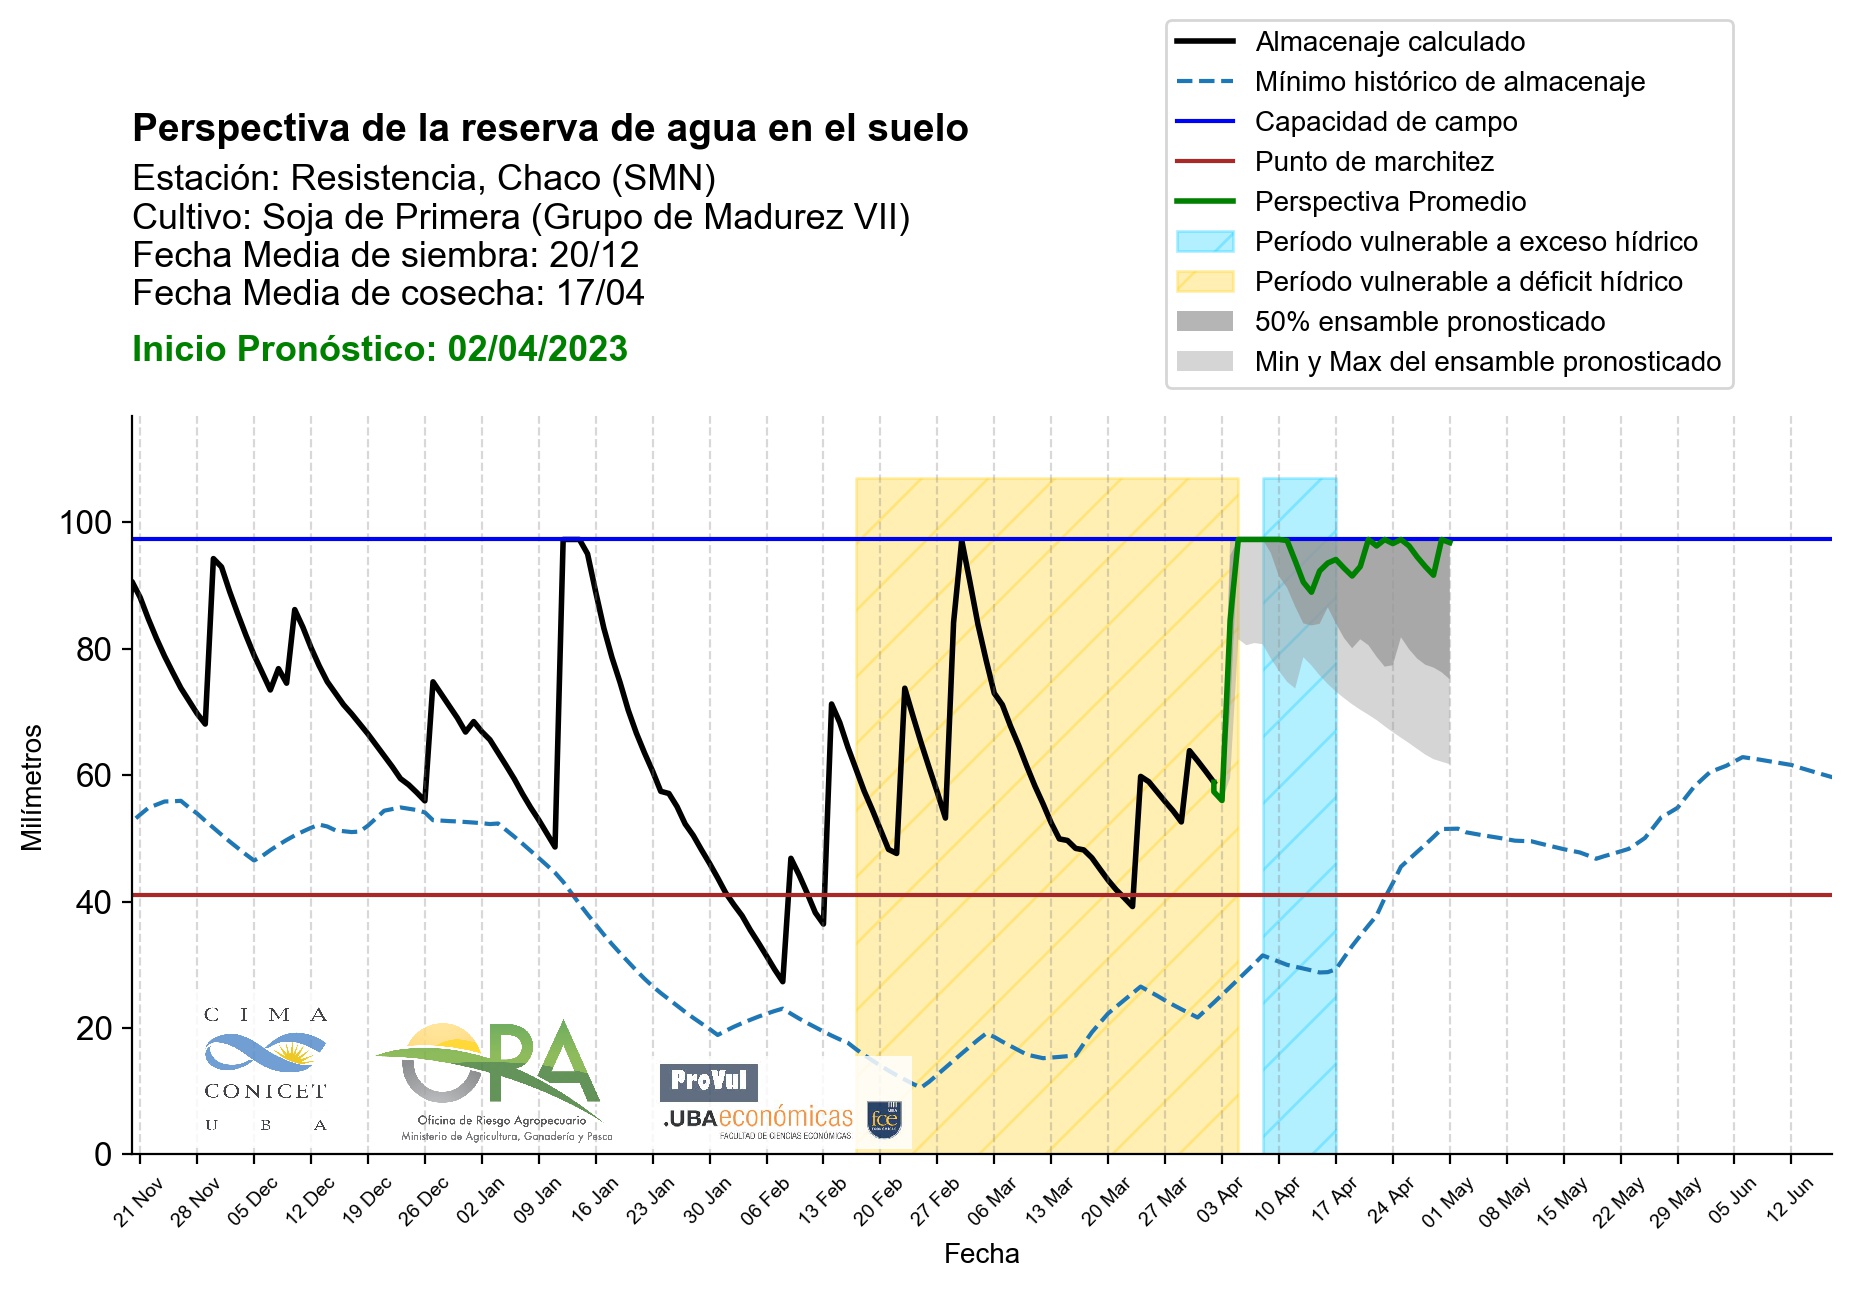 Almacenaje calculado
Mínimo histórico de almacenaje
Capacidad de campo
Punto de marchitez
Perspectiva Promedio
Período vulnerable a exceso hídrico
Período vulnerable a déficit hídrico
50% ensamble pronosticado
Min y Max del ensamble pronosticado
Perspectiva de la reserva de agua en el suelo
Estación: Resistencia, Chaco (SMN)
Cultivo: Soja de Primera (Grupo de Madurez VII)
Fecha Media de siembra: 20/12
Fecha Media de cosecha: 17/04
Inicio Pronóstico: 02/04/2023
Milímetros
100
80
60
40
20
0
CIMA
CONICET
UBA
ORA
Oficina de Riesgo Agropecuario
Ministerio de Agricultura, Ganadería y Pesca
ProVul
.UBAeconómicas
FACULTAD DE CIENCIAS ECONÓMICAS
UBA
fce
21 Nov
28 Nov
05 Dec
12 Dec
19 Dec
26 Dec
02 Jan
09 Jan
16 Jan
23 Jan
30 Jan
06 Feb
13 Feb
20 Feb
27 Feb
06 Mar
13 Mar
20 Mar
27 Mar
03 Apr
10 Apr
17 Apr
24 Apr
01 May
08 May
15 May
22 May
29 May
05 Jun
12 Jun
Fecha